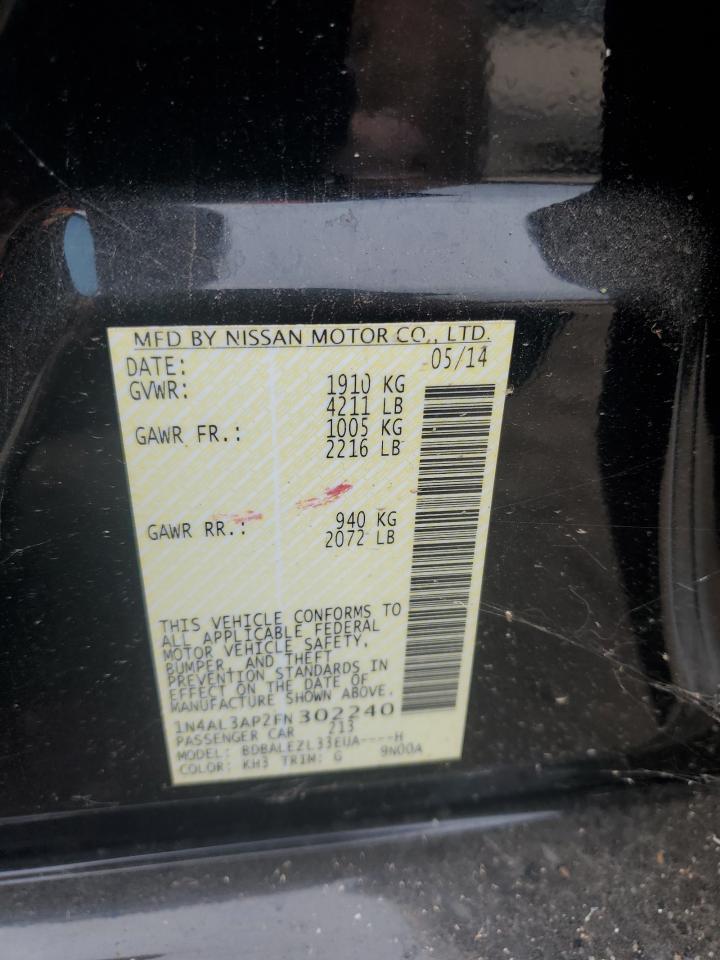 MFD BY NISSAN MOTOR CO., LTD.
DATE: 05/14
GVWR: 1910 KG
4211 LB
GAWR FR.: 1005 KG
2216 LB
GAWR RR.: 940 KG
2072 LB
THIS VEHICLE CONFORMS TO
ALL APPLICABLE FEDERAL
MOTOR VEHICLE SAFETY,
BUMPER, AND THEFT
PREVENTION STANDARDS IN
EFFECT ON THE DATE OF
MANUFACTURE SHOWN ABOVE.
1N4AL3AP2FN302240
PASSENGER CAR 213
MODEL: BDBALEZL33EUA----H
COLOR: KH3 TRIM: G 9N00A